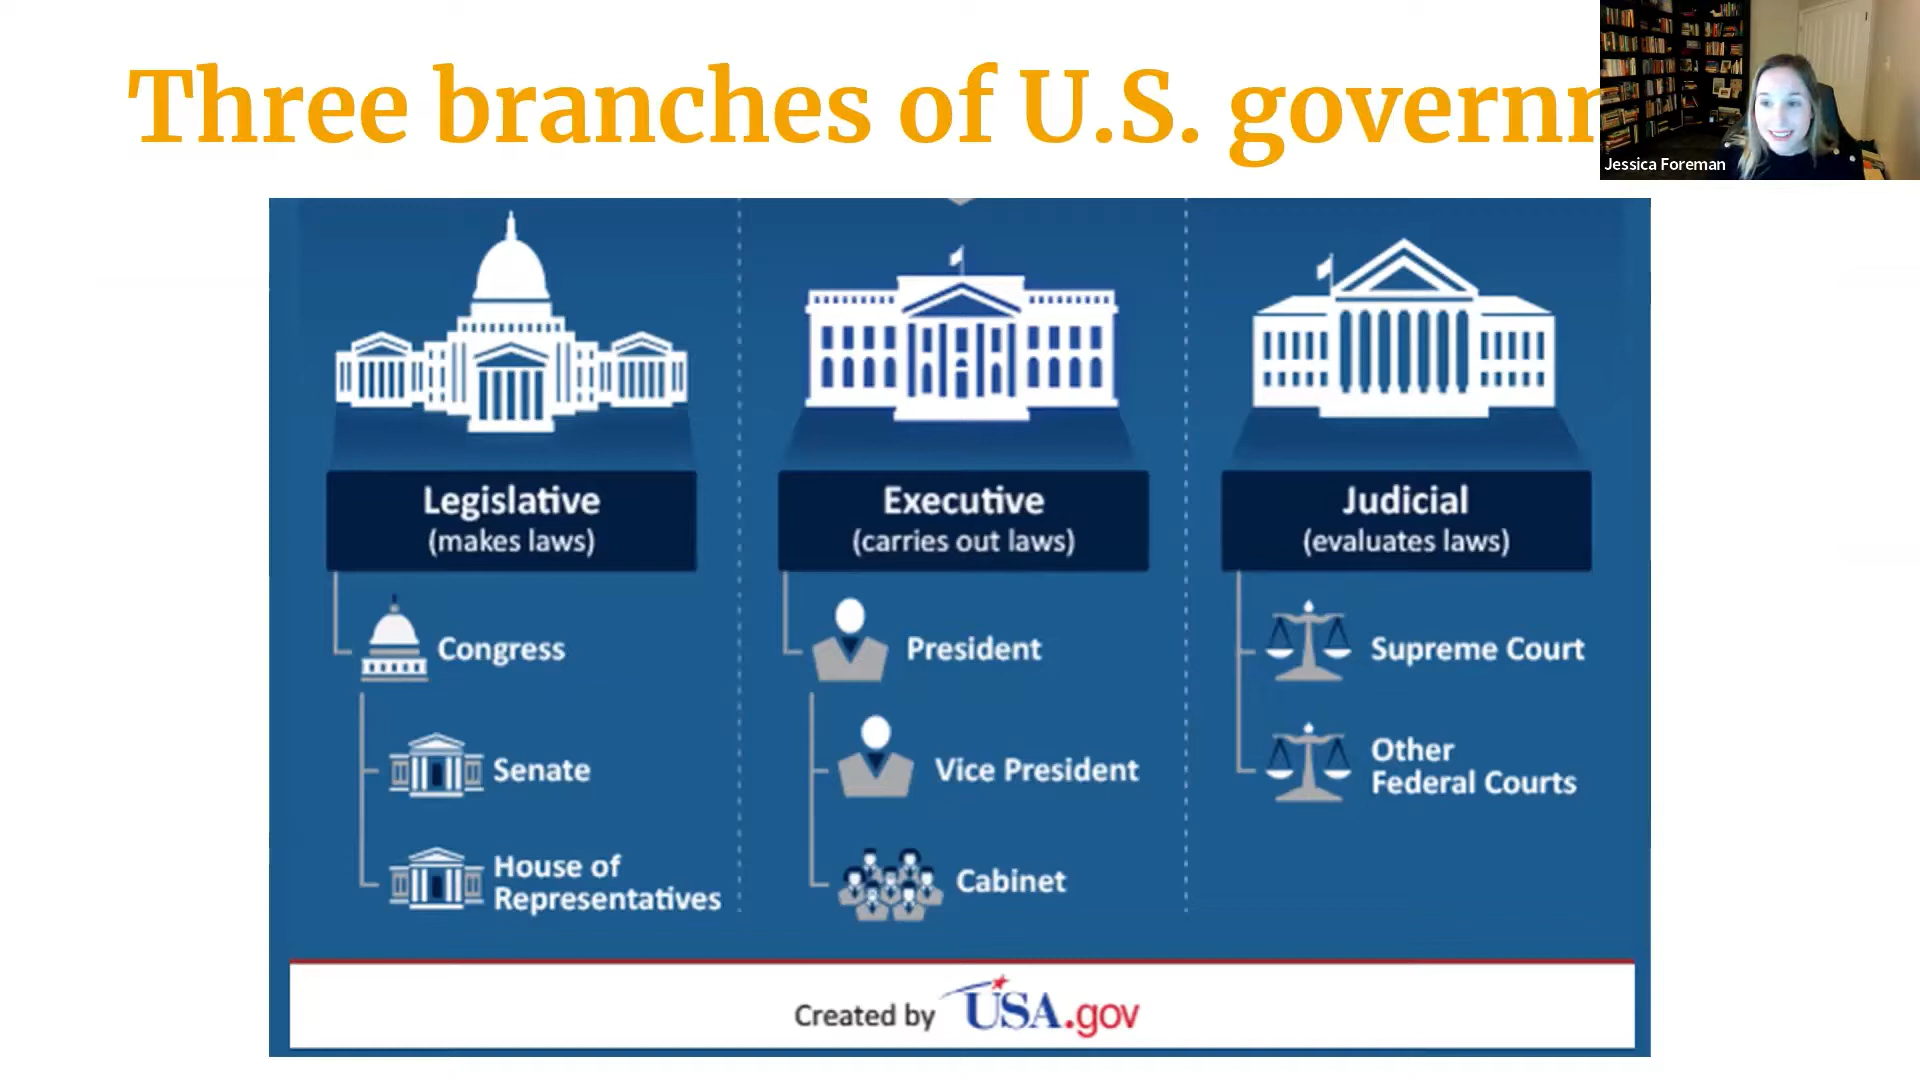 Three branches of U.S. govern
Jessica Foreman
Legislative
(makes laws)
Congress
Senate
House of
Representatives
Executive
(carries out laws)
President
Vice President
Cabinet
Judicial
(evaluates laws)
Supreme Court
Other
Federal Courts
Created by USA.gov